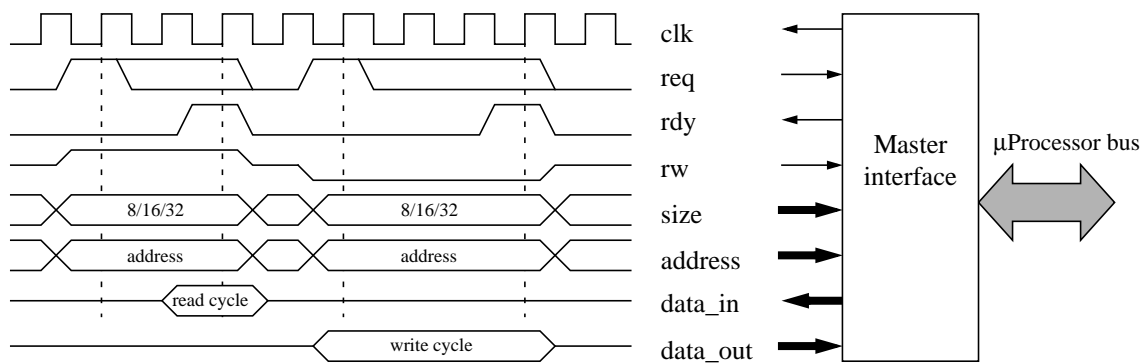 clk
req
rdy
rw
8/16/32 8/16/32 size
address address address
read cycle data_in
write cycle data_out
Master
interface
μProcessor bus